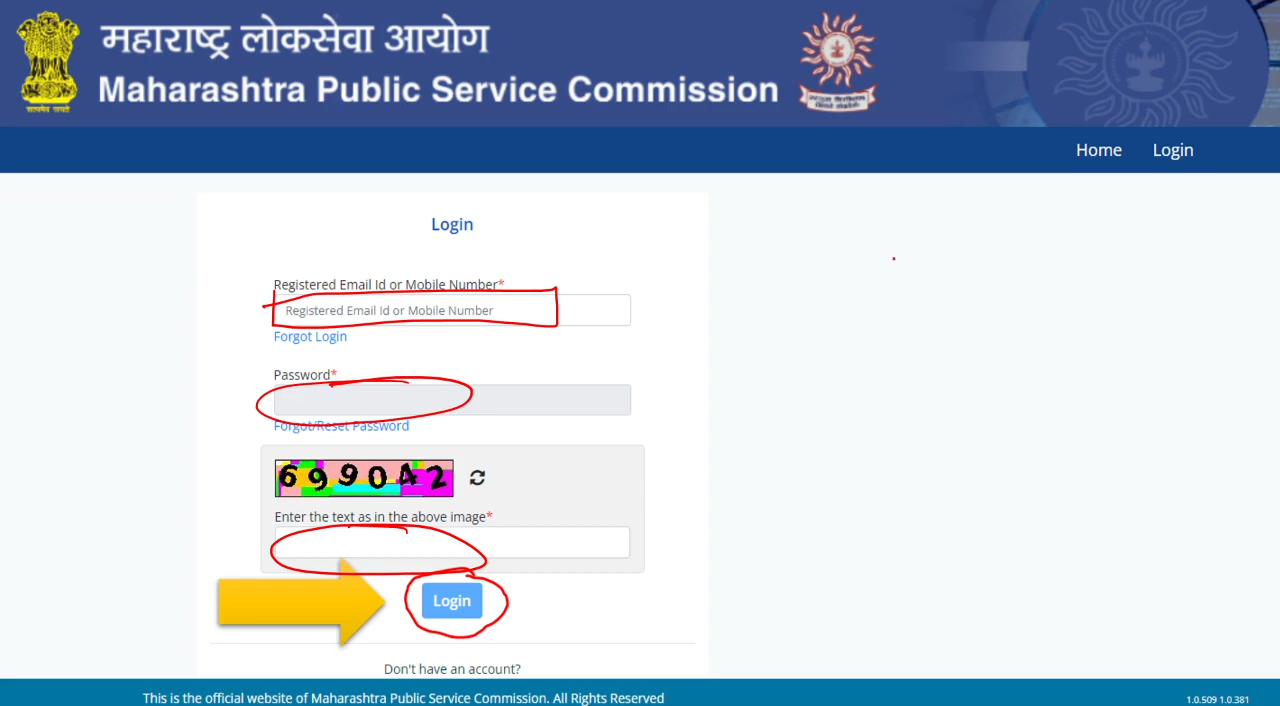 महाराष्ट्र लोकसेवा आयोग
Maharashtra Public Service Commission
सत्यमेव जयते
Home Login
Login
Registered Email Id or Mobile Number*
Registered Email Id or Mobile Number
Forgot Login
Password*
Forgot/Reset Password
699042
Enter the text as in the above image*
Login
Don't have an account?
This is the official website of Maharashtra Public Service Commission. All Rights Reserved
1.0.509 1.0.381